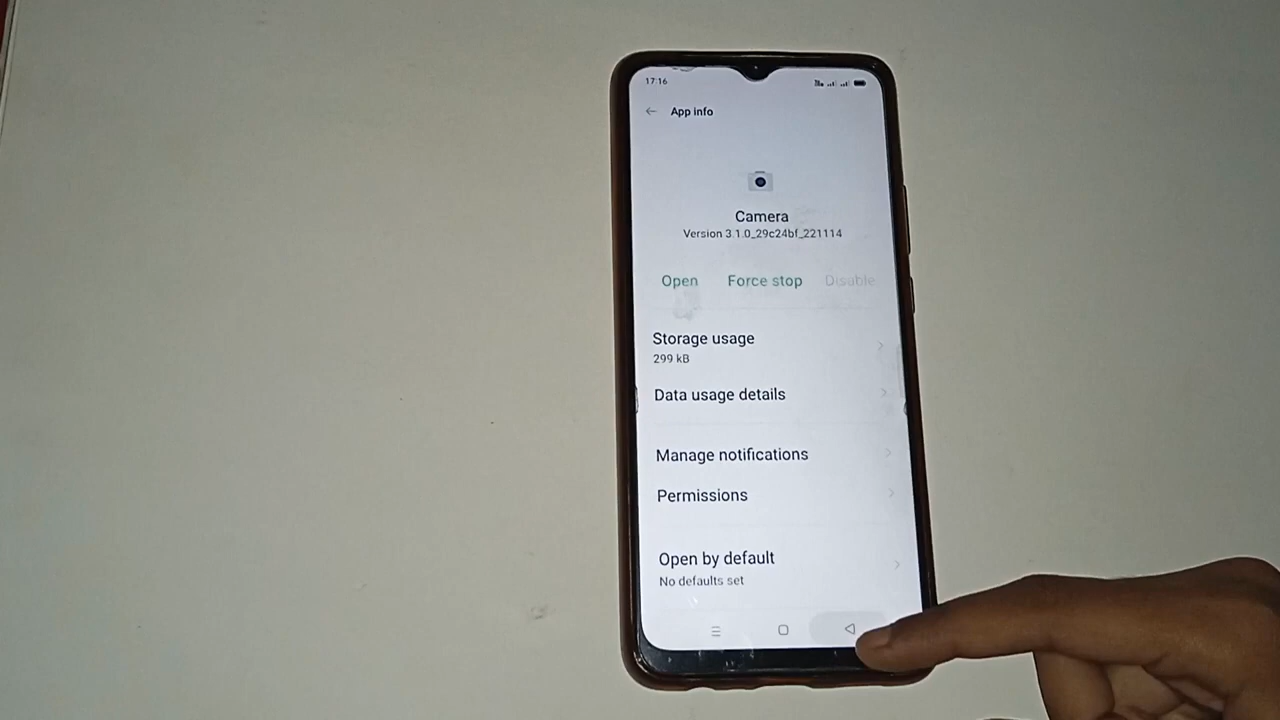 17:16
App info
Camera
Version 3.1.0_29c24bf_221114
Open Force stop Disable
Storage usage
299 kB
Data usage details
Manage notifications
Permissions
Open by default
No defaults set